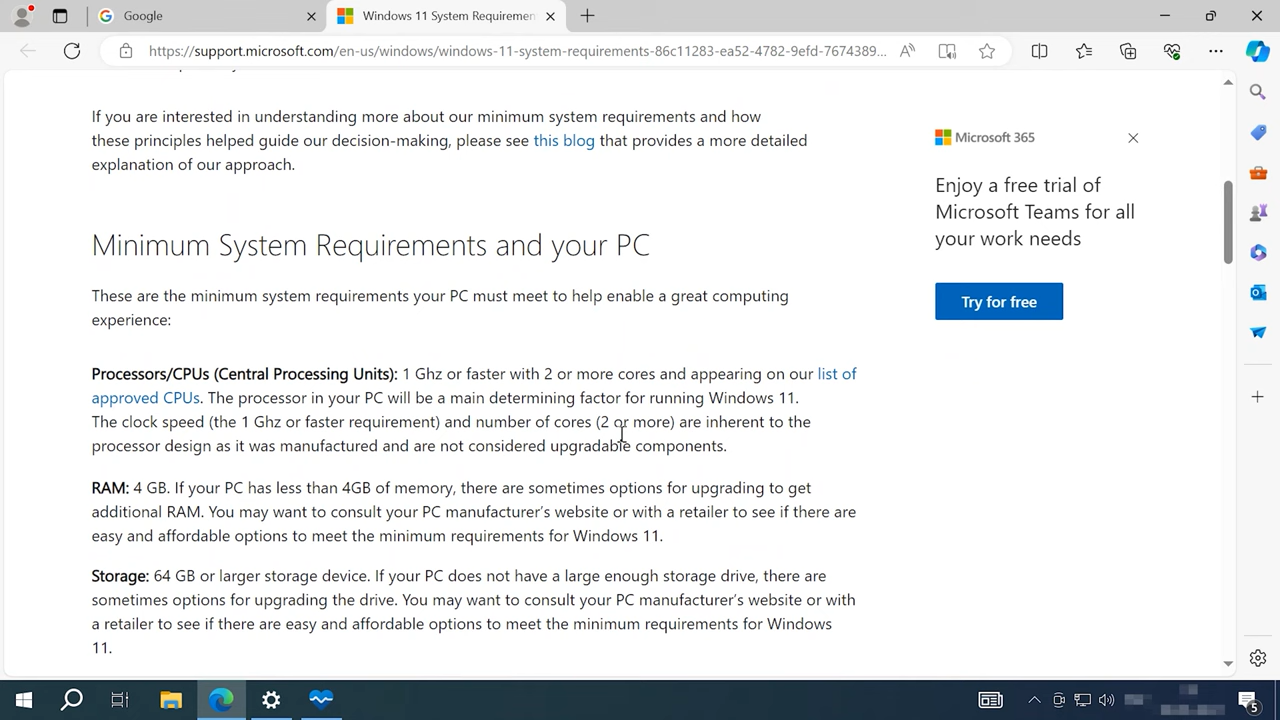 Google
Windows 11 System Requiremen
https://support.microsoft.com/en-us/windows/windows-11-system-requirements-86c11283-ea52-4782-9efd-7674389...
If you are interested in understanding more about our minimum system requirements and how
these principles helped guide our decision-making, please see this blog that provides a more detailed
explanation of our approach.
Minimum System Requirements and your PC
These are the minimum system requirements your PC must meet to help enable a great computing
experience:
Processors/CPUs (Central Processing Units): 1 Ghz or faster with 2 or more cores and appearing on our list of
approved CPUs. The processor in your PC will be a main determining factor for running Windows 11.
The clock speed (the 1 Ghz or faster requirement) and number of cores (2 or more) are inherent to the
processor design as it was manufactured and are not considered upgradable components.
RAM: 4 GB. If your PC has less than 4GB of memory, there are sometimes options for upgrading to get
additional RAM. You may want to consult your PC manufacturer's website or with a retailer to see if there are
easy and affordable options to meet the minimum requirements for Windows 11.
Storage: 64 GB or larger storage device. If your PC does not have a large enough storage drive, there are
sometimes options for upgrading the drive. You may want to consult your PC manufacturer's website or with
a retailer to see if there are easy and affordable options to meet the minimum requirements for Windows
11.
Microsoft 365
Enjoy a free trial of
Microsoft Teams for all
your work needs
Try for free
5